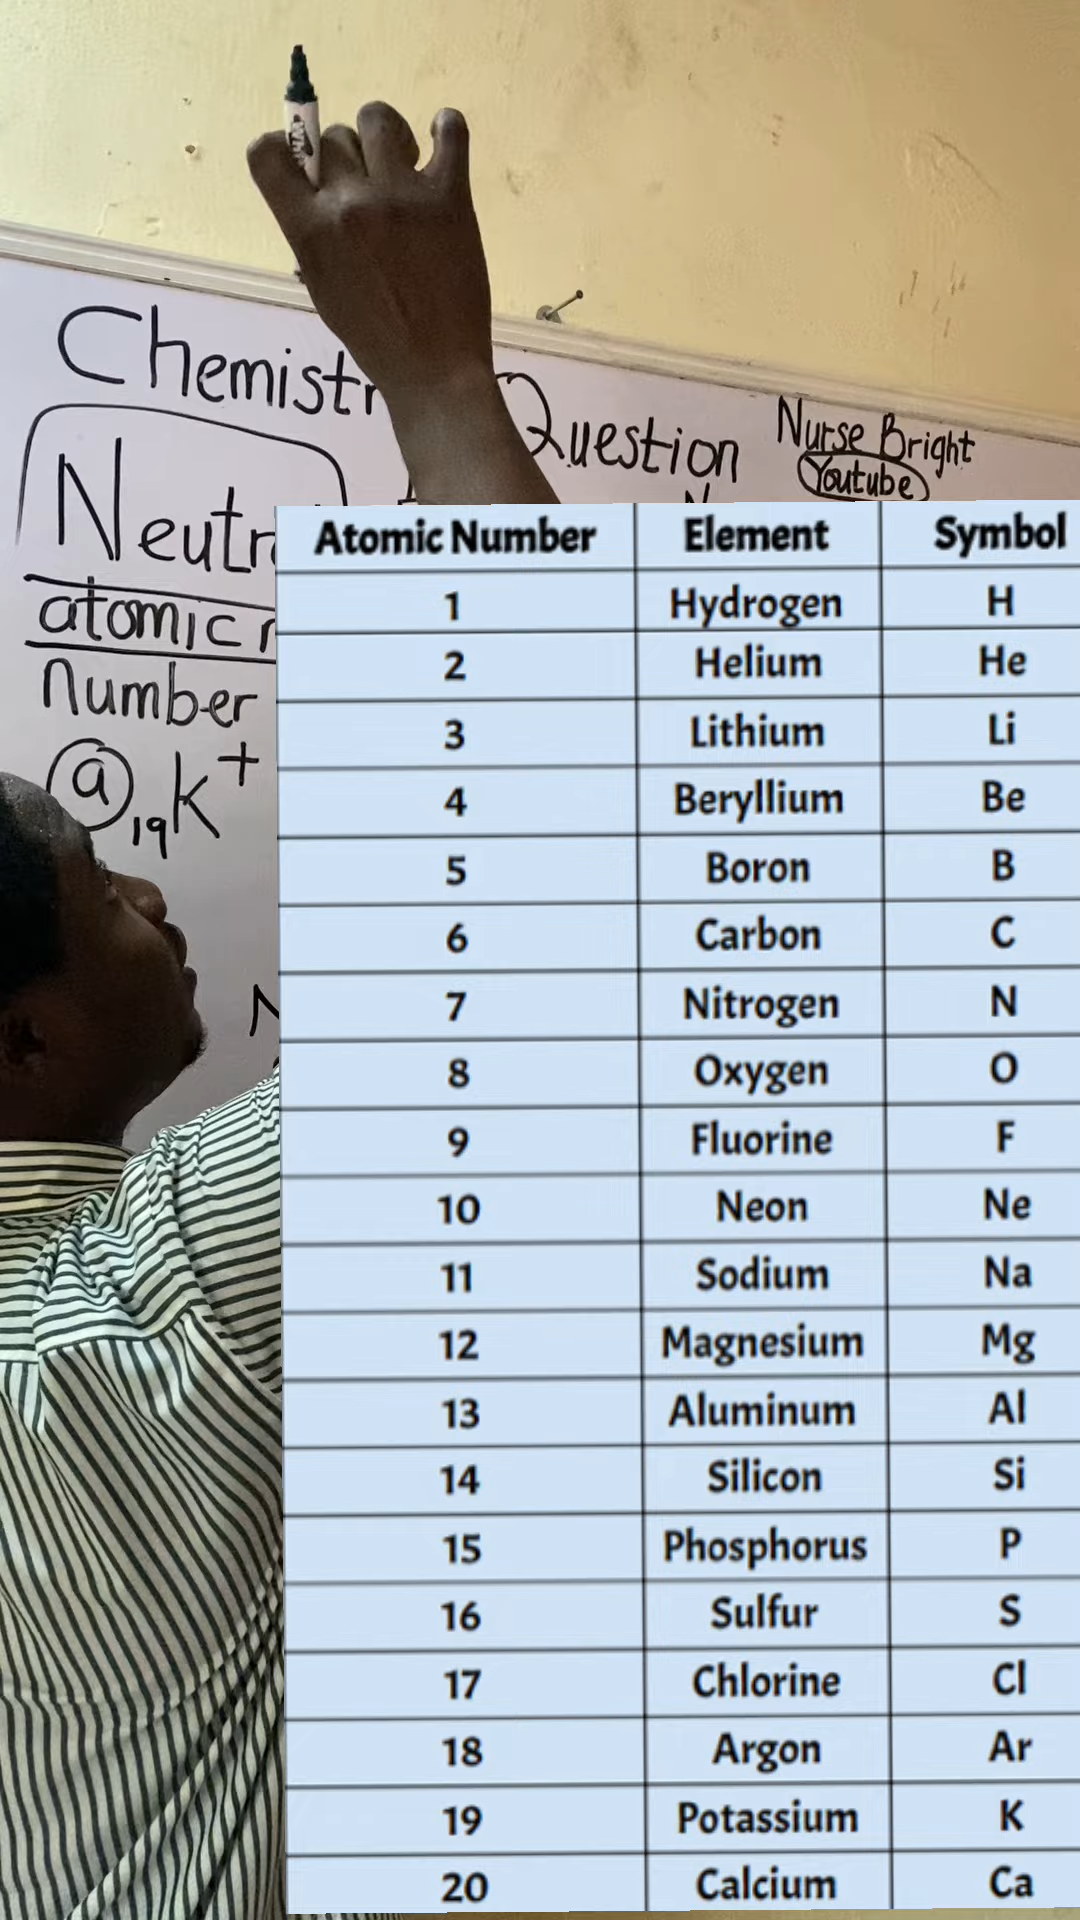 Chemistr
Question
Nurse Bright
Youtube
Neutr
atomic
number
a 19K+
Atomic Number Element Symbol
1 Hydrogen H
2 Helium He
3 Lithium Li
4 Beryllium Be
5 Boron B
6 Carbon C
7 Nitrogen N
8 Oxygen O
9 Fluorine F
10 Neon Ne
11 Sodium Na
12 Magnesium Mg
13 Aluminum Al
14 Silicon Si
15 Phosphorus P
16 Sulfur S
17 Chlorine Cl
18 Argon Ar
19 Potassium K
20 Calcium Ca